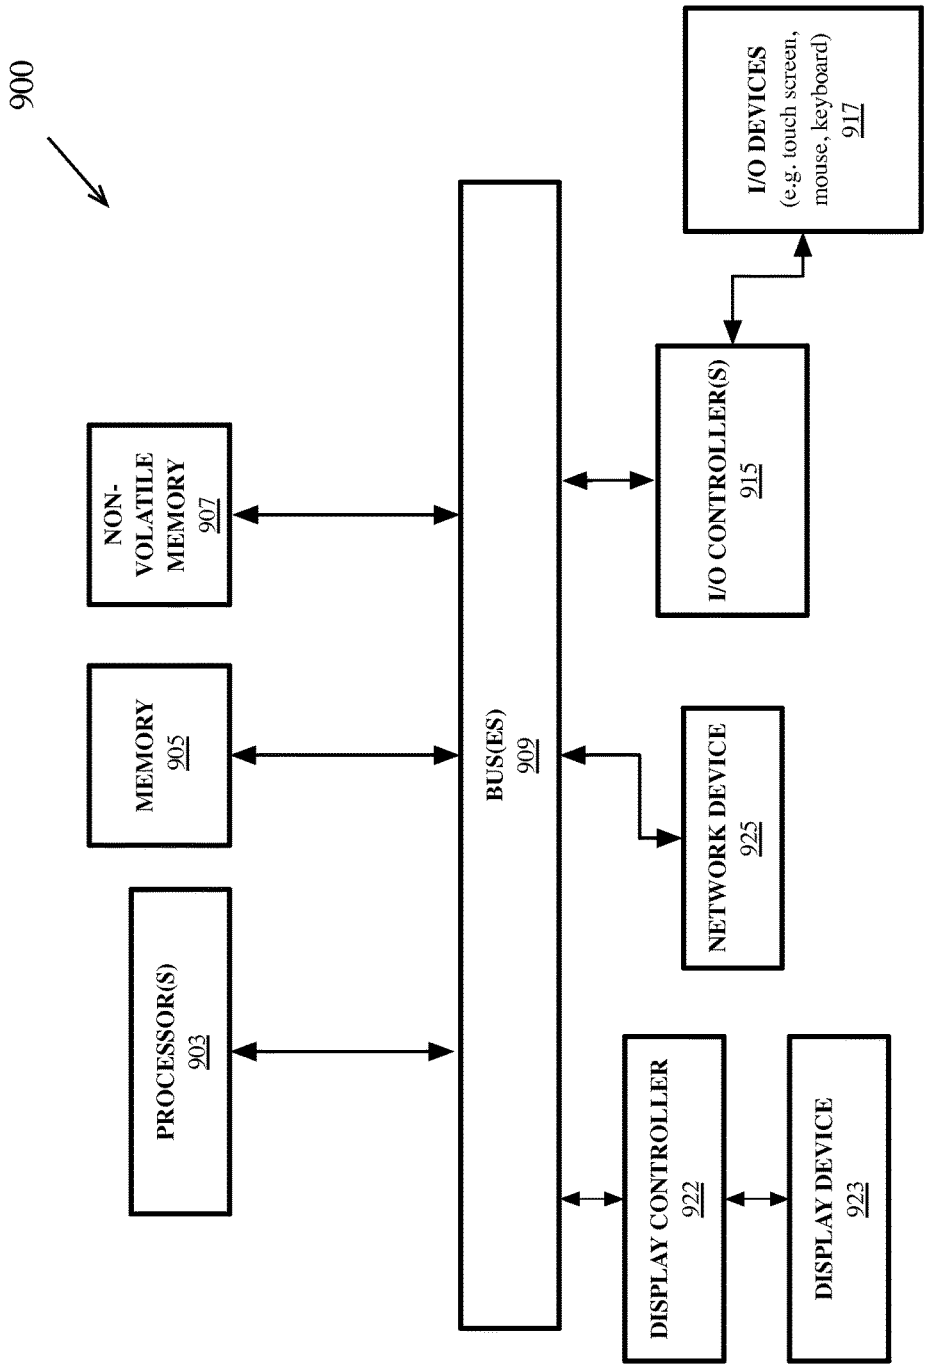 900
PROCESSOR(S)
903
MEMORY
905
NON-
VOLATILE
MEMORY
907
BUS(ES)
909
DISPLAY CONTROLLER
922
DISPLAY DEVICE
923
NETWORK DEVICE
925
I/O CONTROLLER(S)
915
I/O DEVICES
(e.g. touch screen,
mouse, keyboard)
917